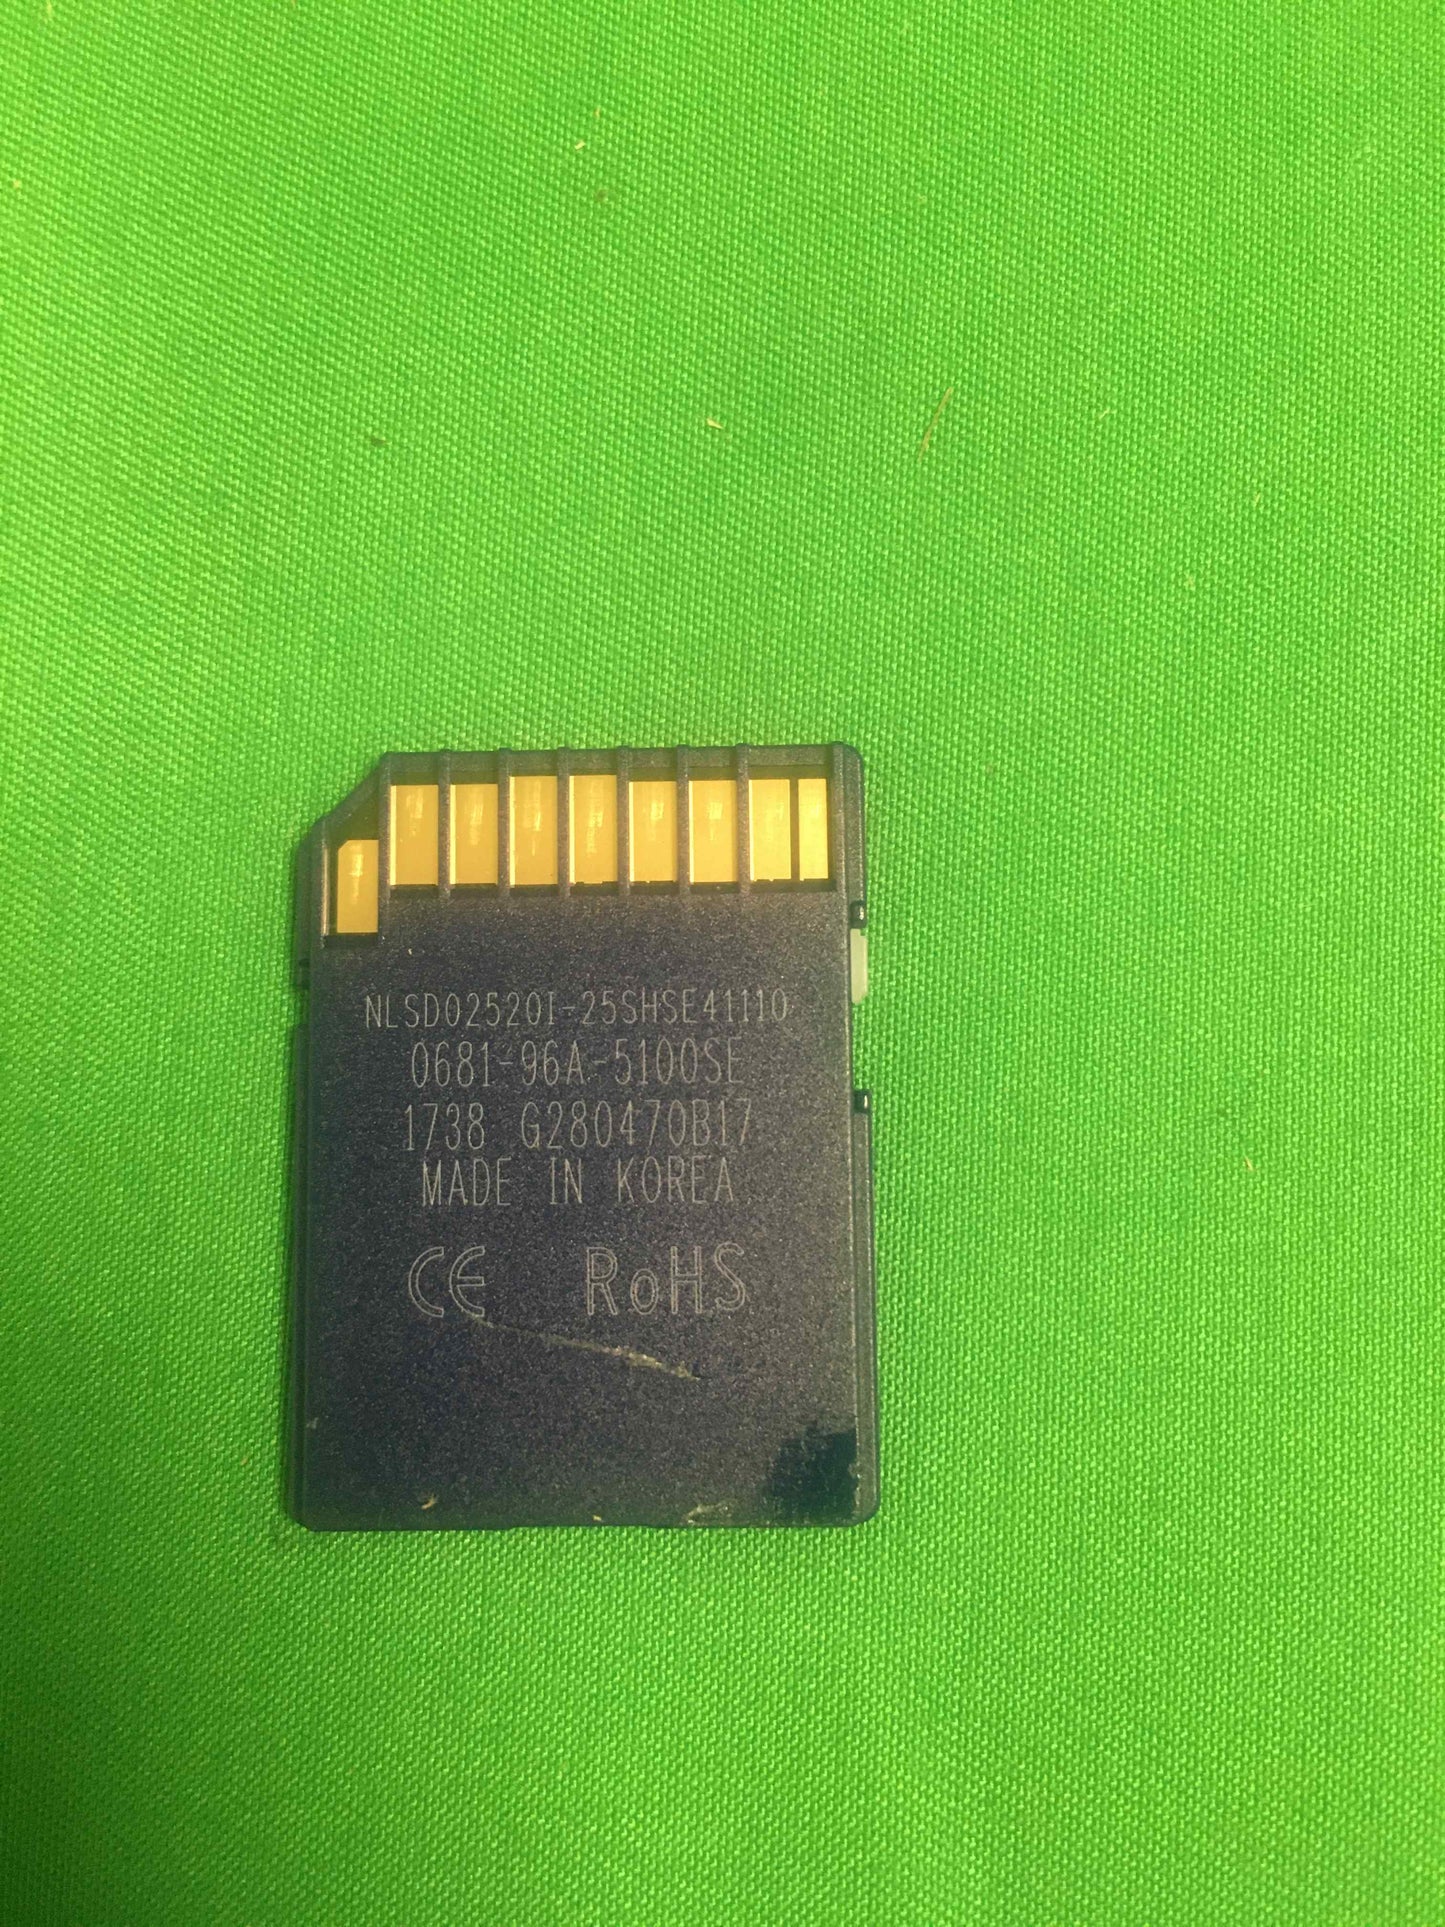 NLSD02520I-25SHSE41110
0681-96A-5100SE
1738 G280470B17
MADE IN KOREA
CE RoHS